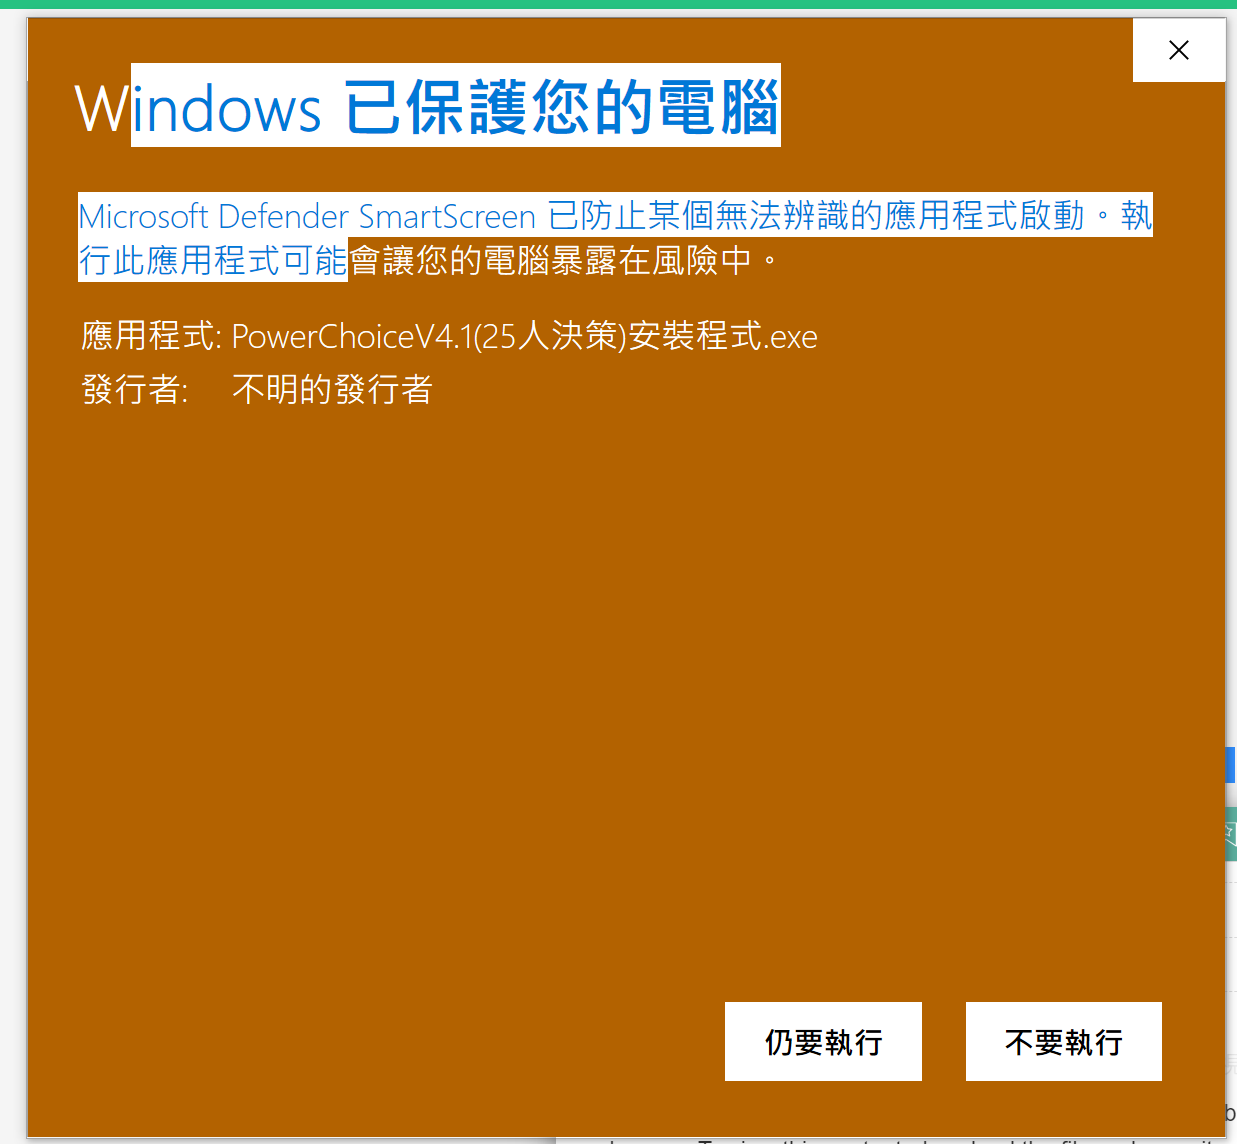 Windows 已保護您的電腦
Microsoft Defender SmartScreen 已防止某個無法辨識的應用程式啟動。執
行此應用程式可能會讓您的電腦暴露在風險中。
應用程式: PowerChoiceV4.1(25人決策)安裝程式.exe
發行者: 不明的發行者
仍要執行 不要執行